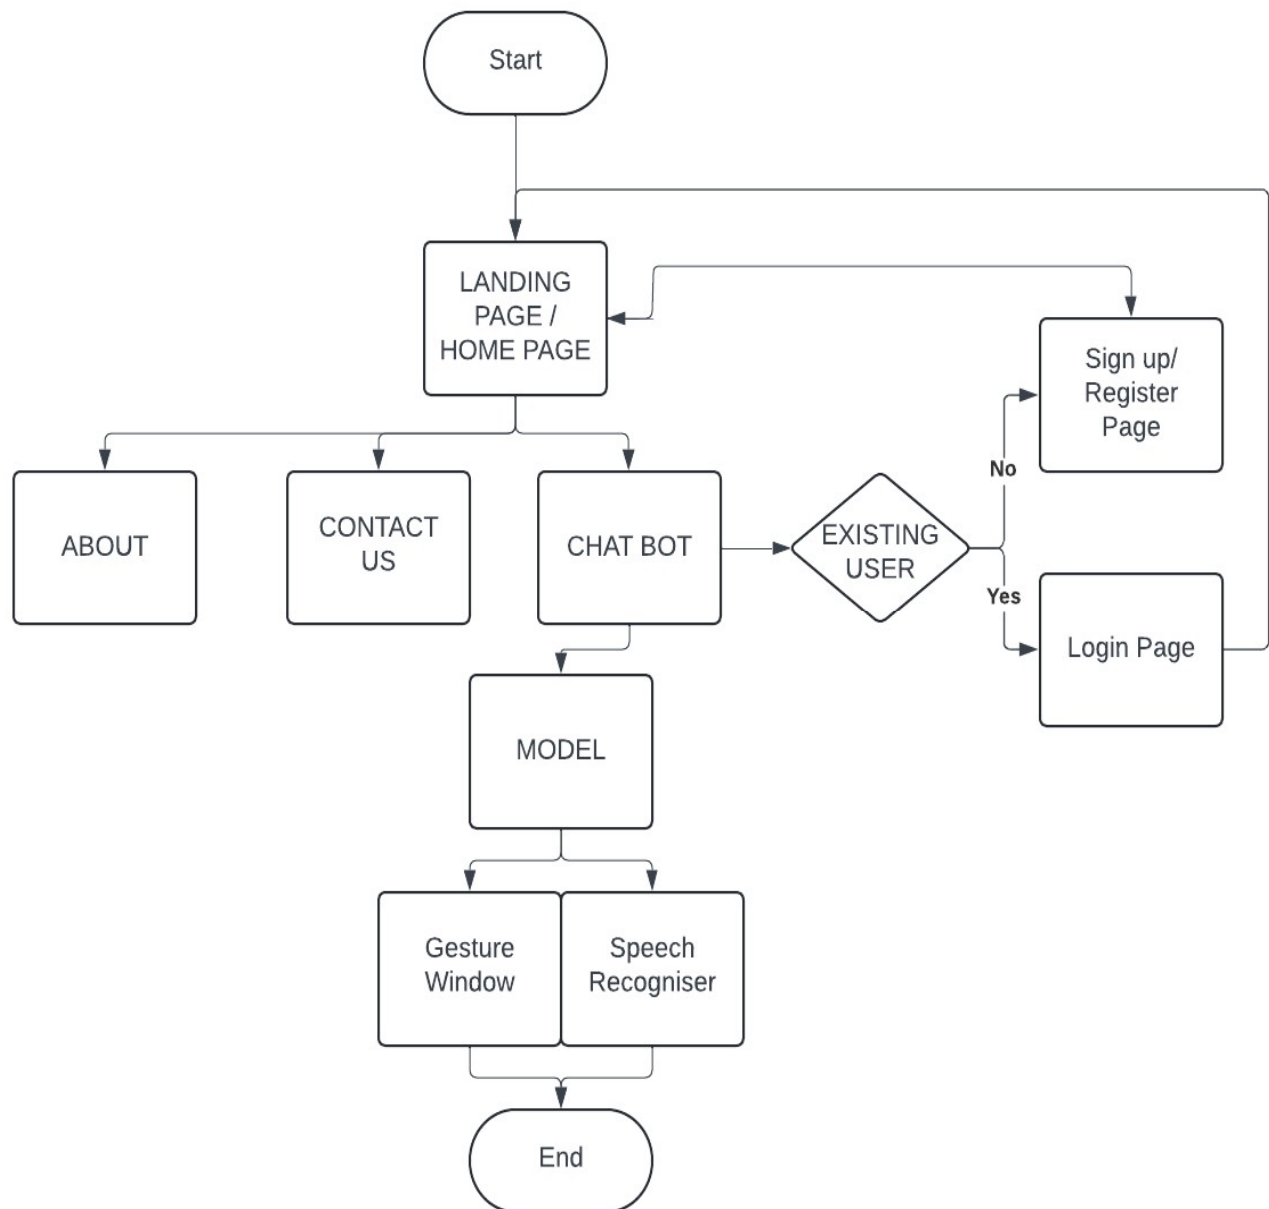 Start
LANDING
PAGE /
HOME PAGE
Sign up/
Register
Page
No
ABOUT
CONTACT
US
CHAT BOT
EXISTING
USER
Yes
Login Page
MODEL
Gesture
Window
Speech
Recogniser
End